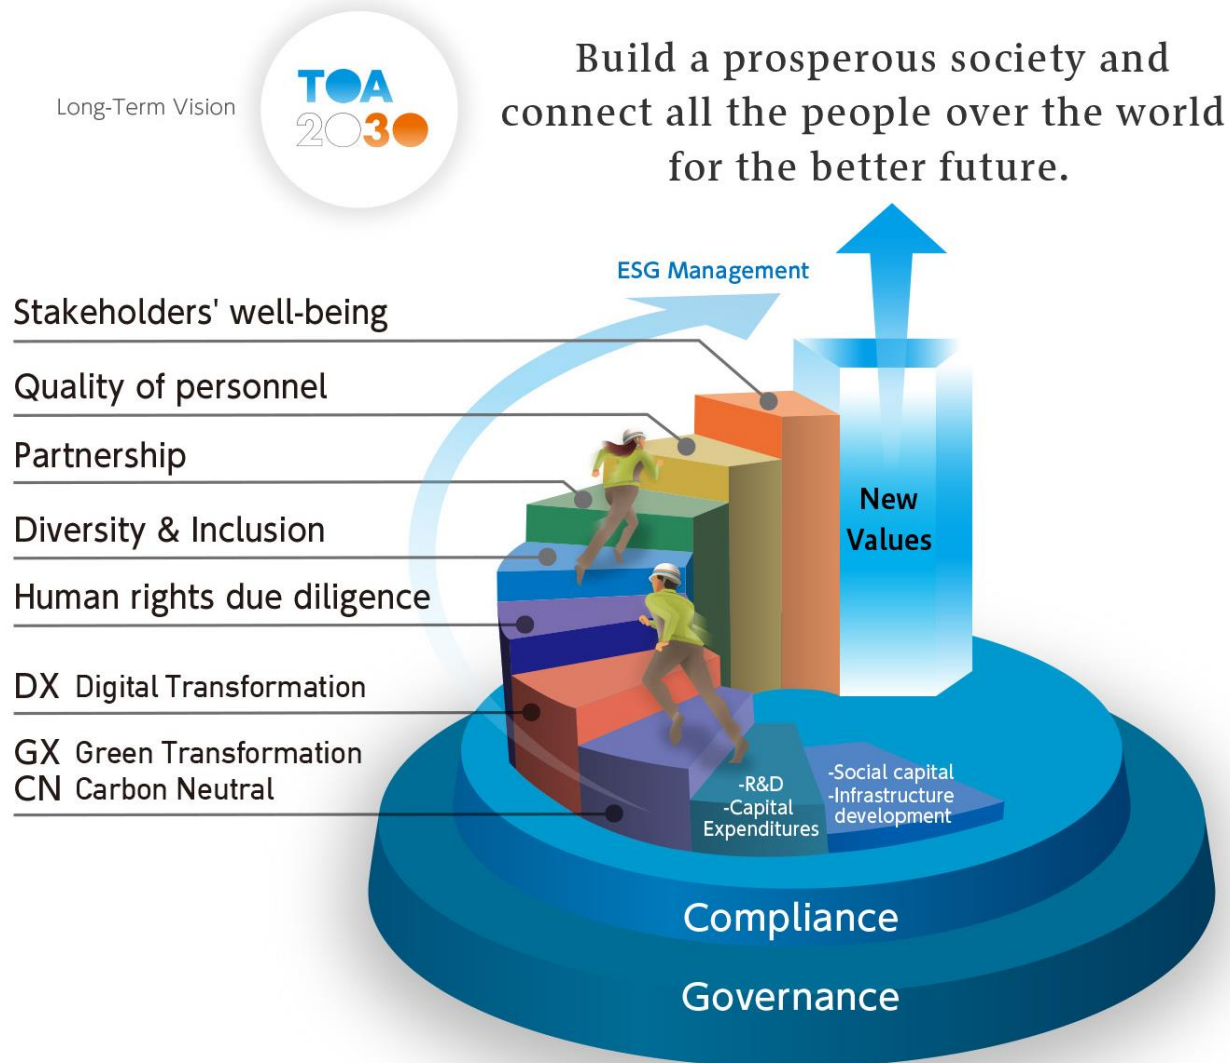 Long-Term Vision
TOA
2030
Build a prosperous society and
connect all the people over the world
for the better future.
ESG Management
Stakeholders' well-being
Quality of personnel
Partnership
Diversity & Inclusion
Human rights due diligence
DX Digital Transformation
GX Green Transformation
CN Carbon Neutral
New
Values
-R&D
-Capital
Expenditures
-Social capital
-Infrastructure
development
Compliance
Governance